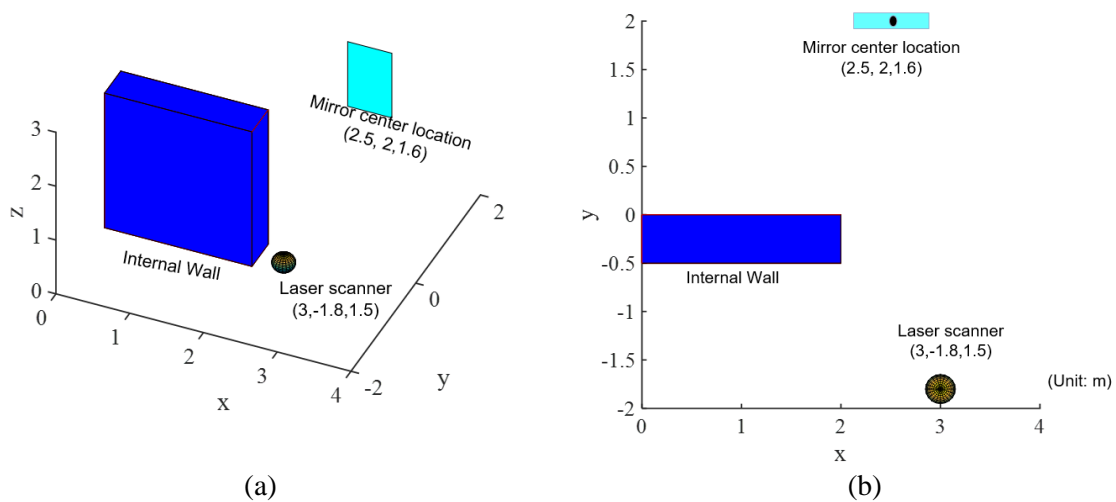 3
2
1
0
z
0
1
2
3
4
x
-2
0
2
y
Internal Wall
Mirror center location
(2.5, 2,1.6)
Laser scanner
(3,-1.8,1.5)
(a)
2
1.5
1
0.5
0
-0.5
-1
-1.5
-2
y
0
1
2
3
4
x
Mirror center location
(2.5, 2,1.6)
Internal Wall
Laser scanner
(3,-1.8,1.5)
(Unit: m)
(b)